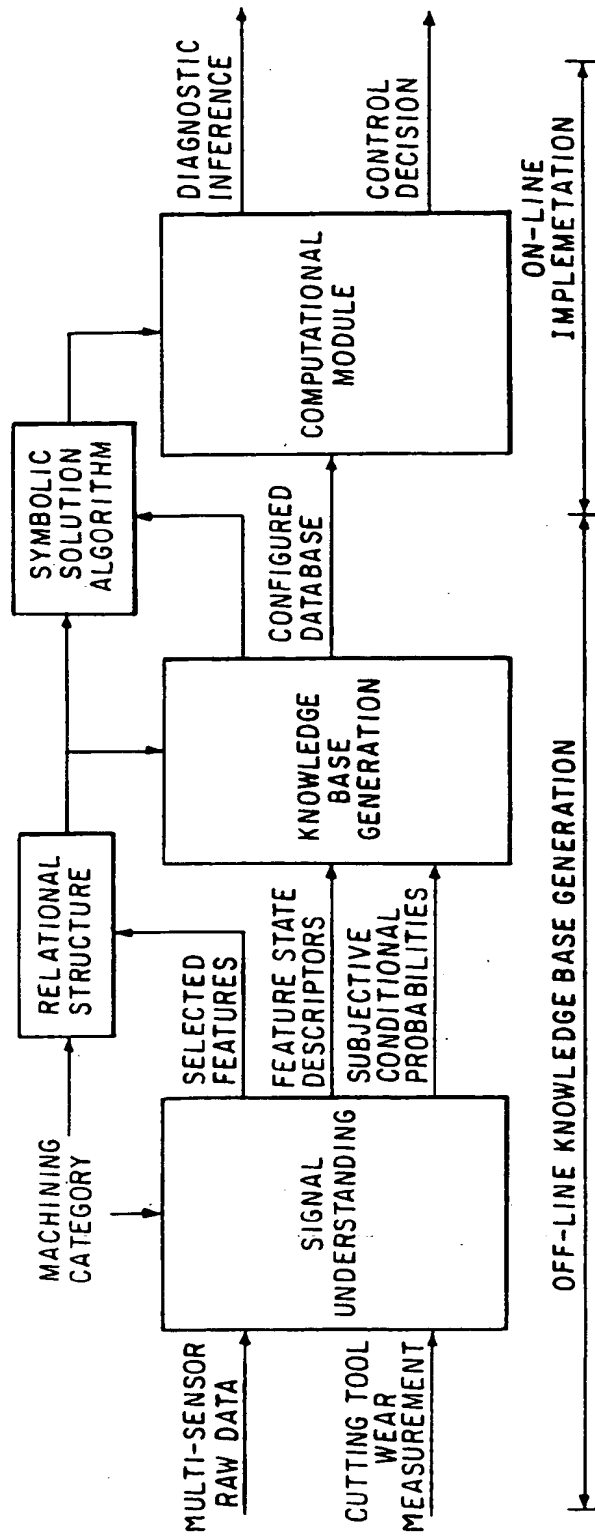 MACHINING
CATEGORY
MULTI-SENSOR
RAW DATA
CUTTING TOOL
WEAR
MEASUREMENT
SIGNAL
UNDERSTANDING
RELATIONAL
STRUCTURE
SELECTED
FEATURES
FEATURE STATE
DESCRIPTORS
SUBJECTIVE
CONDITIONAL
PROBABILITIES
KNOWLEDGE
BASE
GENERATION
SYMBOLIC
SOLUTION
ALGORITHM
CONFIGURED
DATABASE
COMPUTATIONAL
MODULE
DIAGNOSTIC
INFERENCE
CONTROL
DECISION
OFF-LINE KNOWLEDGE BASE GENERATION
ON-LINE
IMPLEMETATION